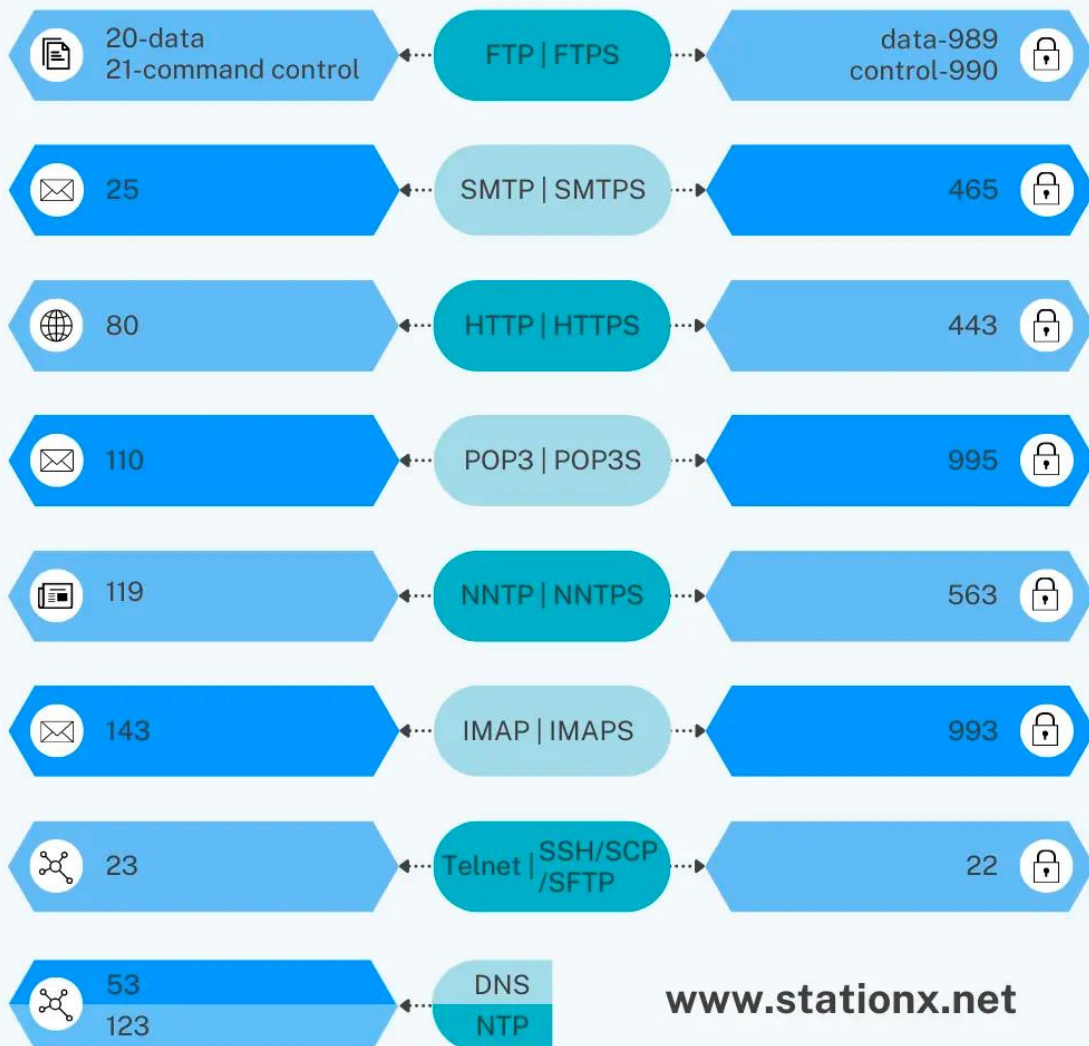 20-data
21-command control
FTP | FTPS
data-989
control-990
25
SMTP | SMTPS
465
80
HTTP | HTTPS
443
110
POP3 | POP3S
995
119
NNTP | NNTPS
563
143
IMAP | IMAPS
993
23
Telnet | SSH/SCP
/SFTP
22
53
DNS
123
NTP
www.stationx.net